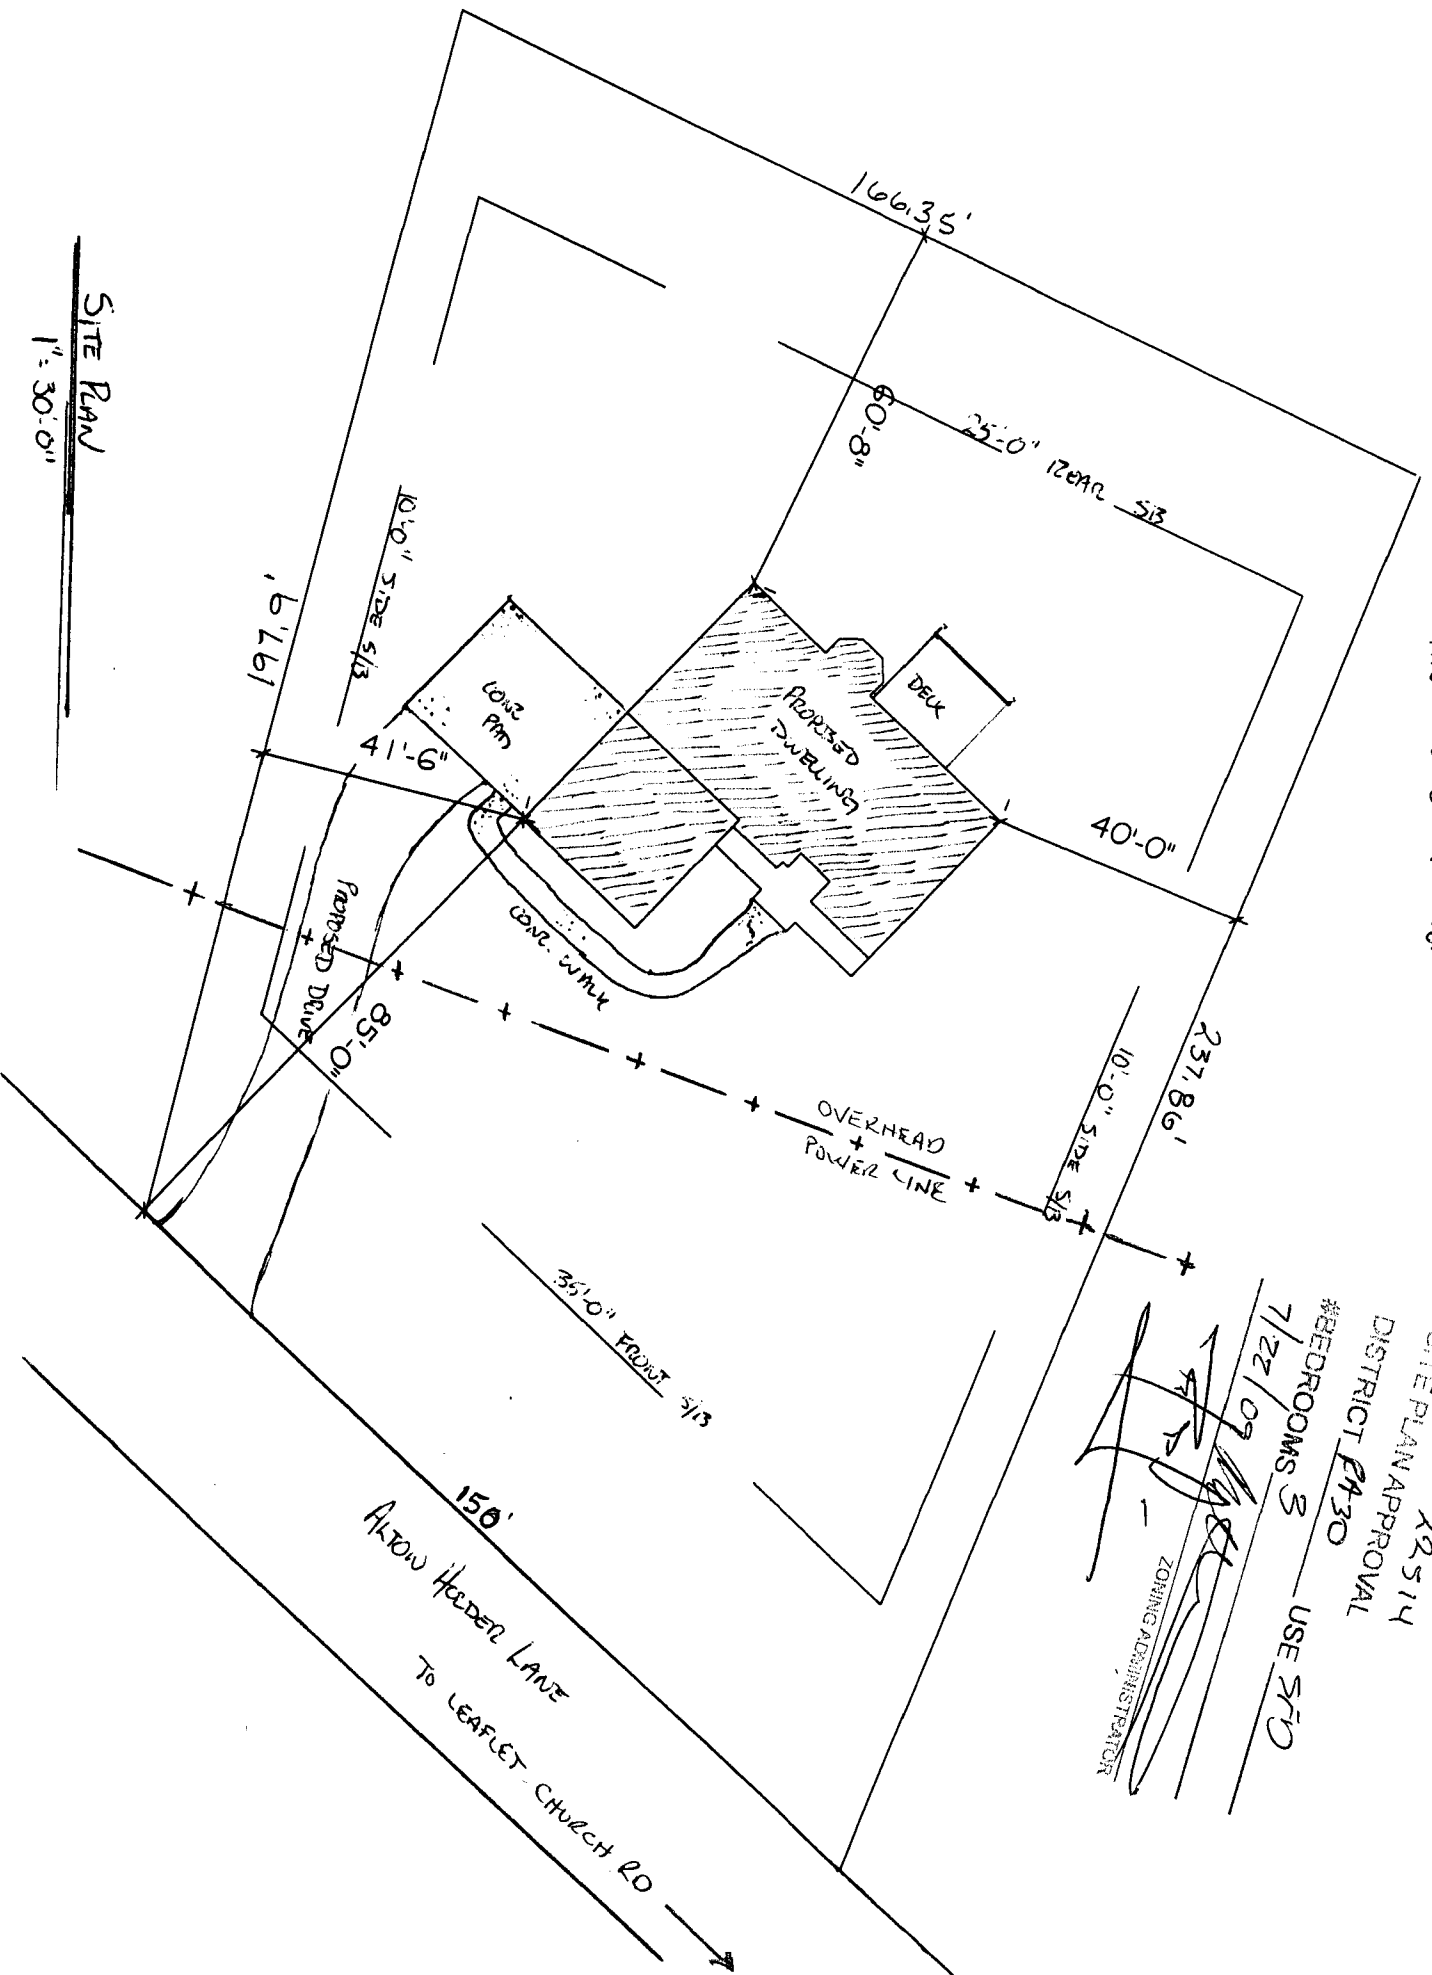 SITE PLAN APPROVAL
DISTRICT RA30 USE SFD
#BEDROOMS 3
7/22/09
ZONING ADMINISTRATOR
166.35'
25'-0" REAR SB
60'-8"
DECK
PROPOSED
DWELLING
40'-0"
237.86'
10'-0" SIDE S/B
10'-0" SIDE S/B
CONC
PAD
41'-6"
197.9'
CONC. WALK
PROPOSED DRIVE
85'-0"
OVERHEAD
POWER LINE
35'-0" FRONT S/B
150'
ALTON HOLDER LANE
TO LEAFLET CHURCH RD
SITE PLAN
1"=30'-0"